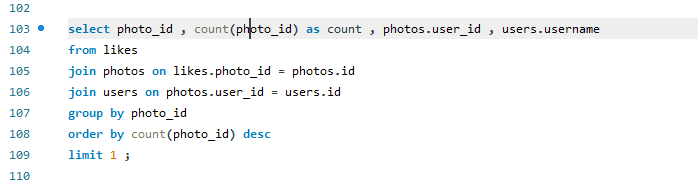 102
103 select photo_id , count(photo_id) as count , photos.user_id , users.username
104 from likes
105 join photos on likes.photo_id = photos.id
106 join users on photos.user_id = users.id
107 group by photo_id
108 order by count(photo_id) desc
109 limit 1 ;
110